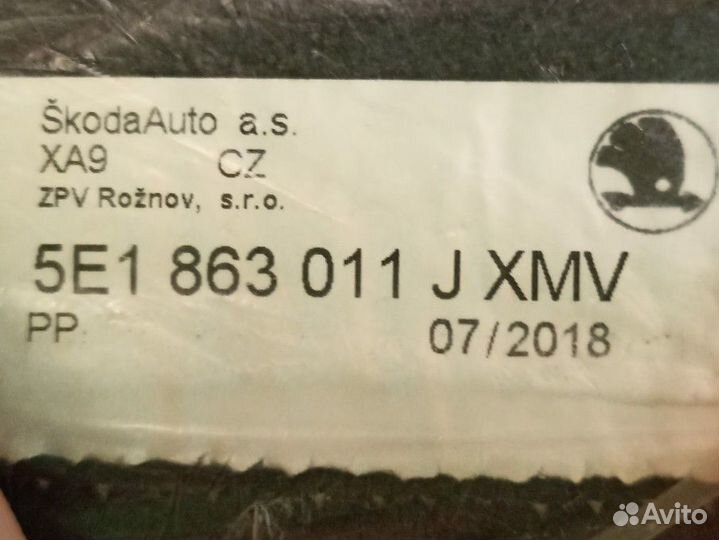 ŠkodaAuto a.s.
XA9 CZ
ZPV Rožnov, s.r.o.
5E1 863 011 J XMV
PP 07/2018
Avito